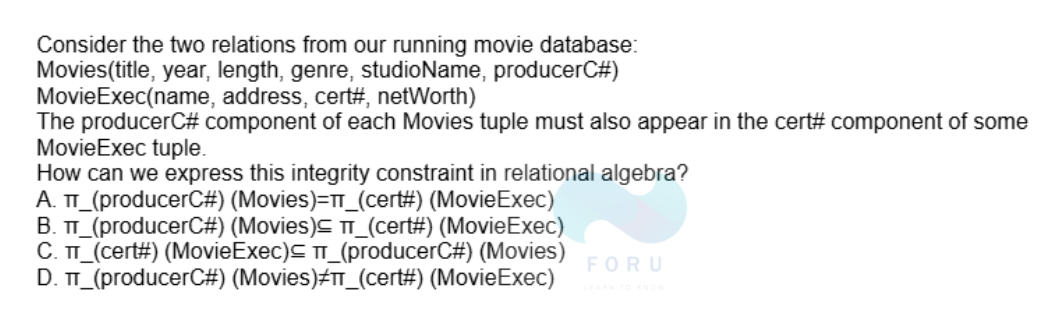 Consider the two relations from our running movie database:
Movies(title, year, length, genre, studioName, producerC#)
MovieExec(name, address, cert#, netWorth)
The producerC# component of each Movies tuple must also appear in the cert# component of some
MovieExec tuple.
How can we express this integrity constraint in relational algebra?
A. π_(producerC#) (Movies)=π_(cert#) (MovieExec)
B. π_(producerC#) (Movies)⊆ π_(cert#) (MovieExec)
C. π_(cert#) (MovieExec)⊆ π_(producerC#) (Movies)
D. π_(producerC#) (Movies)≠π_(cert#) (MovieExec)
FORU